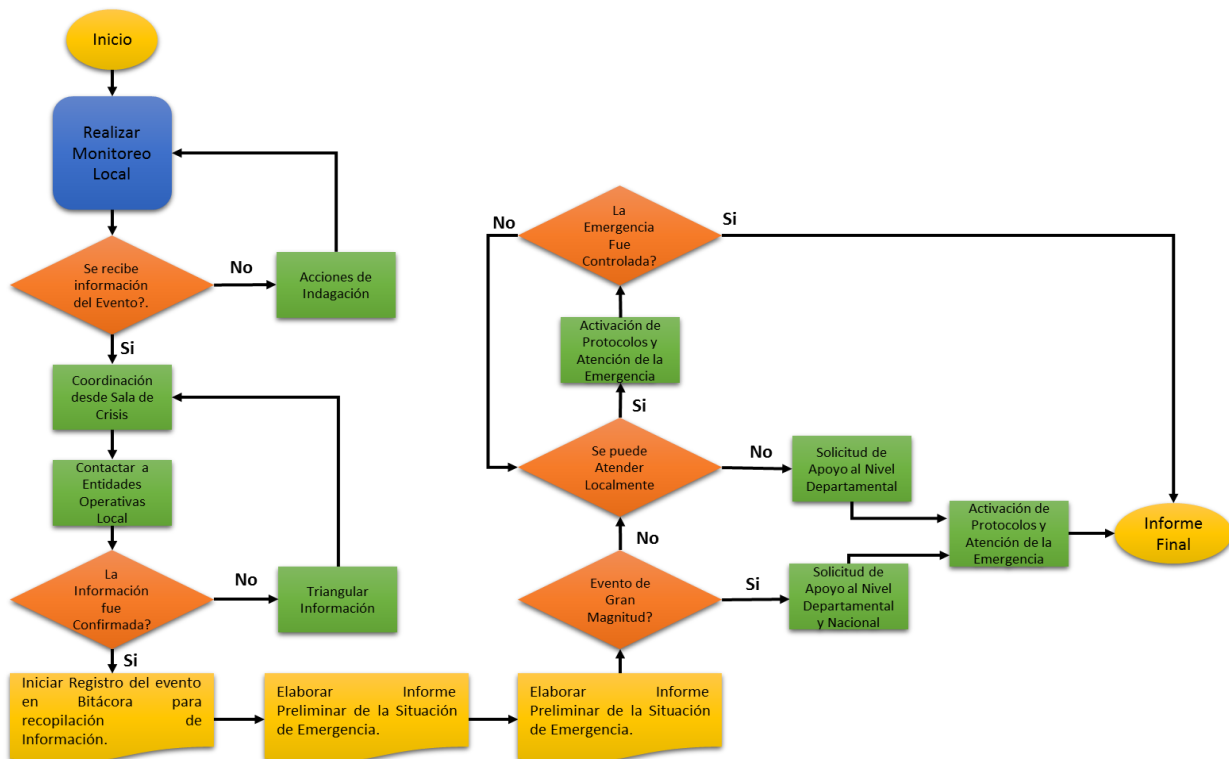 Inicio
Realizar
Monitoreo
Local
Se recibe
información
del Evento?.
No
Acciones de
Indagación
Si
Coordinación
desde Sala de
Crisis
Contactar a
Entidades
Operativas
Local
La
Información
fue
Confirmada?
No
Triangular
Información
Si
Iniciar Registro del evento
en Bitácora para
recopilación de
Información.
Elaborar Informe
Preliminar de la Situación
de Emergencia.
Elaborar Informe
Preliminar de la Situación
de Emergencia.
Evento de
Gran
Magnitud?
Si
Solicitud de
Apoyo al Nivel
Departamental
y Nacional
No
Se puede
Atender
Localmente
No
Solicitud de
Apoyo al Nivel
Departamental
Activación de
Protocolos y
Atención de la
Emergencia
Si
Activación de
Protocolos y
Atención de la
Emergencia
La
Emergencia
Fue
Controlada?
No
Si
Informe
Final